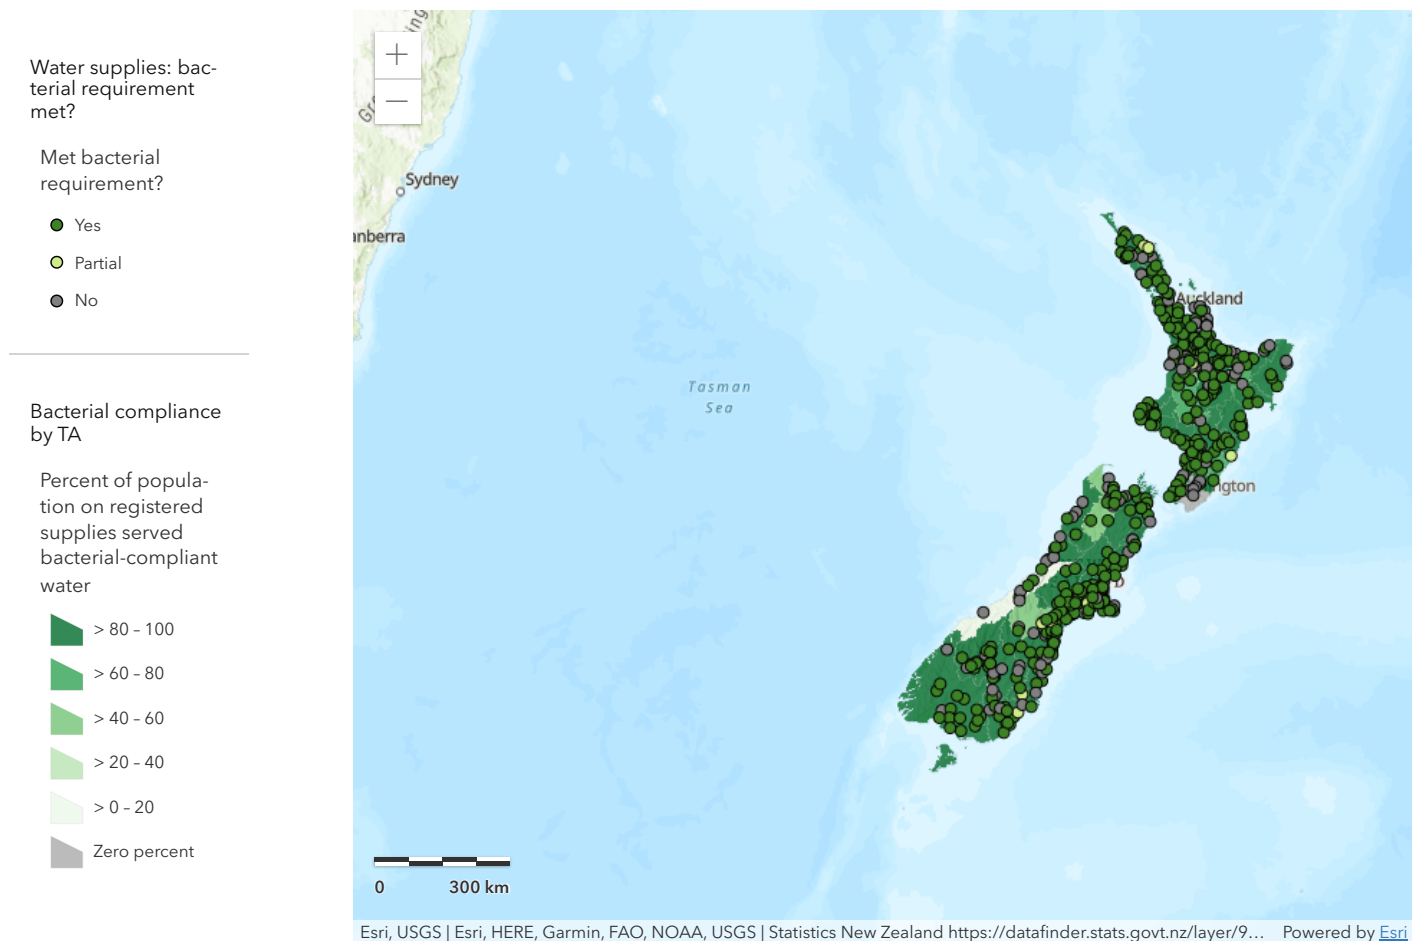 Water supplies: bac-
terial requirement
met?
Met bacterial
requirement?
Yes
Partial
No
Bacterial compliance
by TA
Percent of popula-
tion on registered
supplies served
bacterial-compliant
water
> 80 – 100
> 60 – 80
> 40 – 60
> 20 – 40
> 0 – 20
Zero percent
+
−
Sydney
anberra
Auckland
Tasman
Sea
ngton
0 300 km
Esri, USGS | Esri, HERE, Garmin, FAO, NOAA, USGS | Statistics New Zealand https://datafinder.stats.govt.nz/layer/9… Powered by Esri